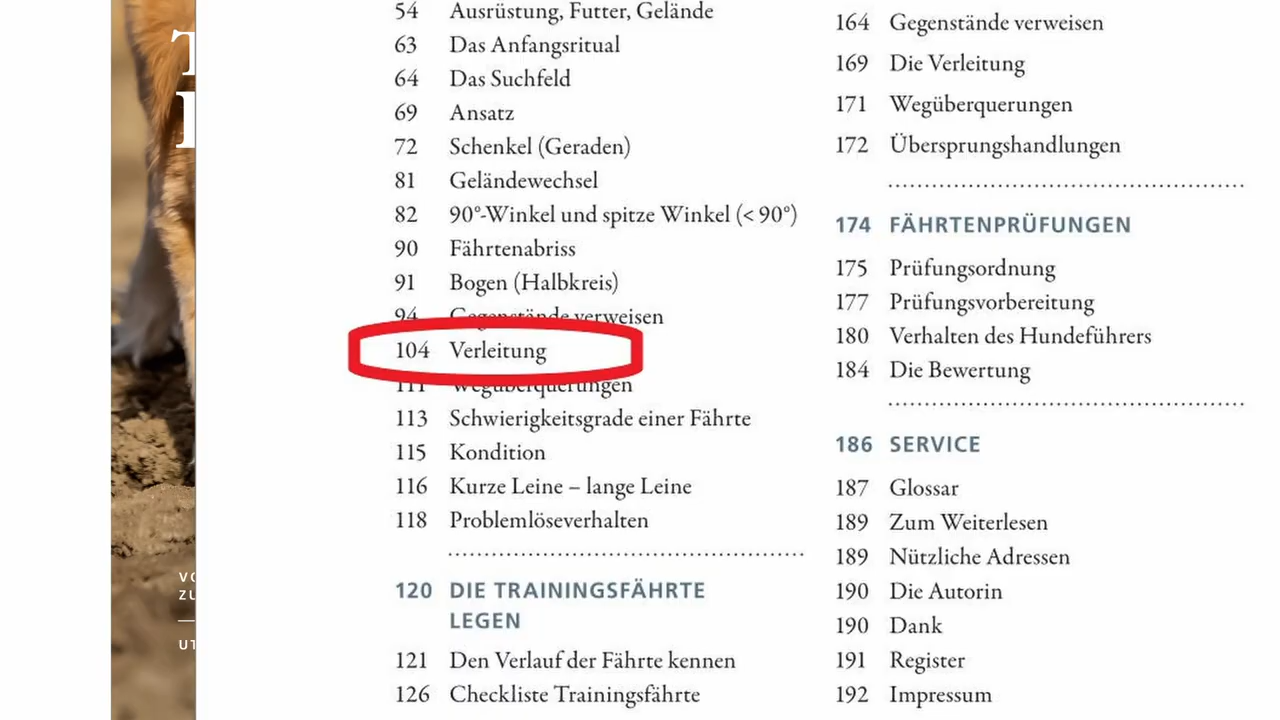 54 Ausrüstung, Futter, Gelände
63 Das Anfangsritual
64 Das Suchfeld
69 Ansatz
72 Schenkel (Geraden)
81 Geländewechsel
82 90°-Winkel und spitze Winkel (< 90°)
90 Fährtenabriss
91 Bogen (Halbkreis)
94 Gegenstände verweisen
104 Verleitung
111 Wegüberquerungen
113 Schwierigkeitsgrade einer Fährte
115 Kondition
116 Kurze Leine – lange Leine
118 Problemlöseverhalten
120 DIE TRAININGSFÄHRTE
LEGEN
121 Den Verlauf der Fährte kennen
126 Checkliste Trainingsfährte
164 Gegenstände verweisen
169 Die Verleitung
171 Wegüberquerungen
172 Übersprungshandlungen
174 FÄHRTENPRÜFUNGEN
175 Prüfungsordnung
177 Prüfungsvorbereitung
180 Verhalten des Hundeführers
184 Die Bewertung
186 SERVICE
187 Glossar
189 Zum Weiterlesen
189 Nützliche Adressen
190 Die Autorin
190 Dank
191 Register
192 Impressum